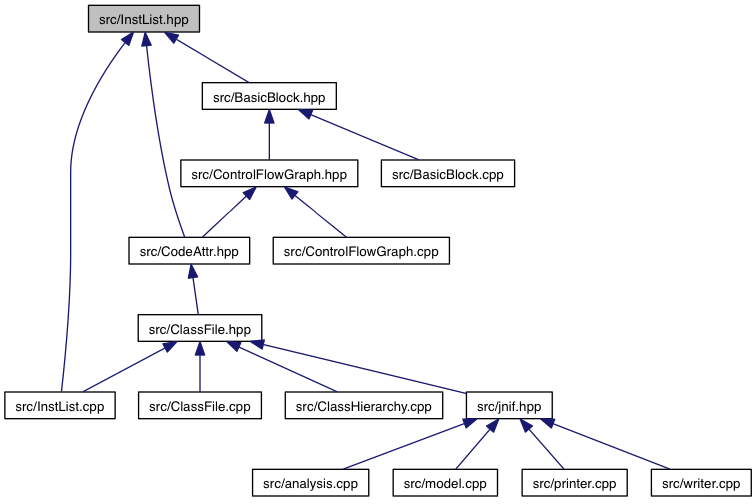 src/InstList.hpp
src/BasicBlock.hpp
src/ControlFlowGraph.hpp
src/BasicBlock.cpp
src/CodeAttr.hpp
src/ControlFlowGraph.cpp
src/ClassFile.hpp
src/InstList.cpp
src/ClassFile.cpp
src/ClassHierarchy.cpp
src/jnif.hpp
src/analysis.cpp
src/model.cpp
src/printer.cpp
src/writer.cpp